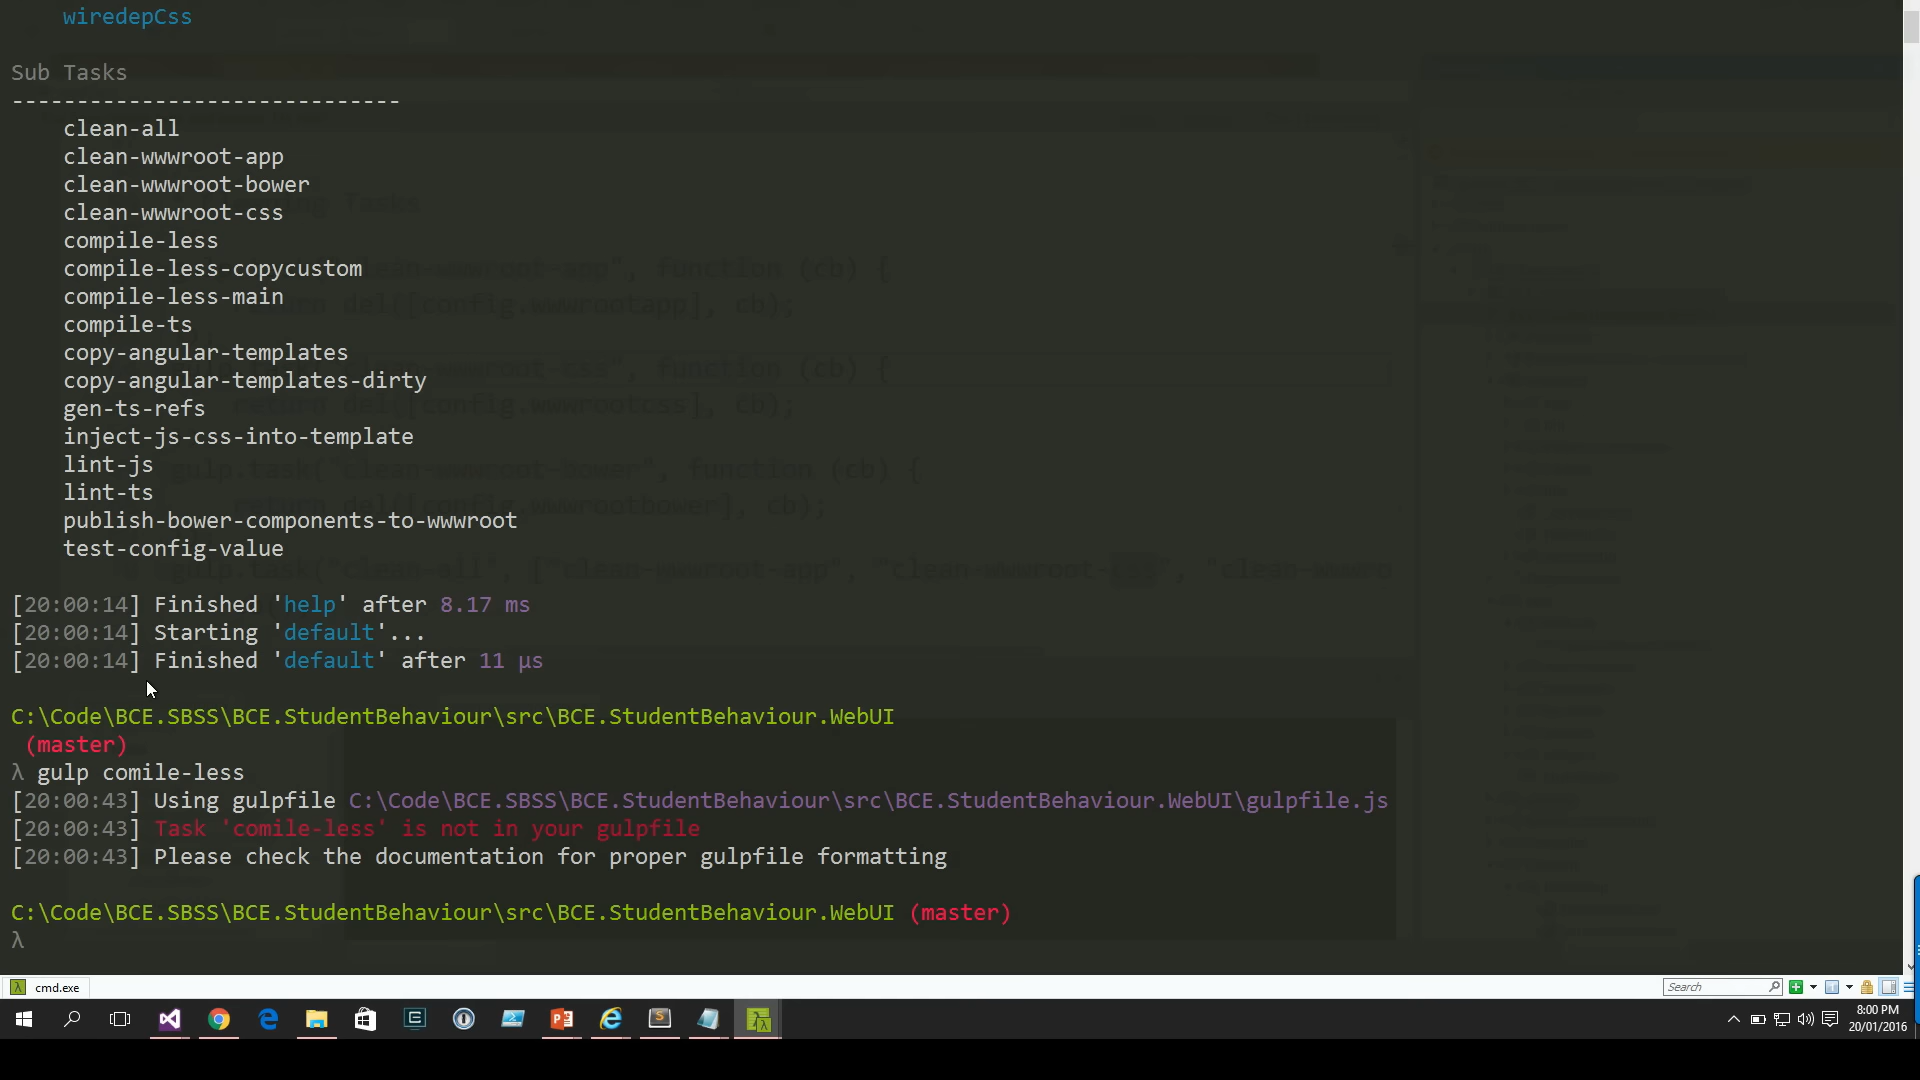 wiredepCss
Sub Tasks
------------------------------
clean-all
clean-wwwroot-app
clean-wwwroot-bower
clean-wwwroot-css
compile-less
compile-less-copycustom
compile-less-main
compile-ts
copy-angular-templates
copy-angular-templates-dirty
gen-ts-refs
inject-js-css-into-template
lint-js
lint-ts
publish-bower-components-to-wwwroot
test-config-value
[20:00:14] Finished 'help' after 8.17 ms
[20:00:14] Starting 'default'...
[20:00:14] Finished 'default' after 11 μs
C:\Code\BCE.SBSS\BCE.StudentBehaviour\src\BCE.StudentBehaviour.WebUI
(master)
λ gulp comile-less
[20:00:43] Using gulpfile C:\Code\BCE.SBSS\BCE.StudentBehaviour\src\BCE.StudentBehaviour.WebUI\gulpfile.js
[20:00:43] Task 'comile-less' is not in your gulpfile
[20:00:43] Please check the documentation for proper gulpfile formatting
C:\Code\BCE.SBSS\BCE.StudentBehaviour\src\BCE.StudentBehaviour.WebUI (master)
λ
cmd.exe
Search
8:00 PM
20/01/2016